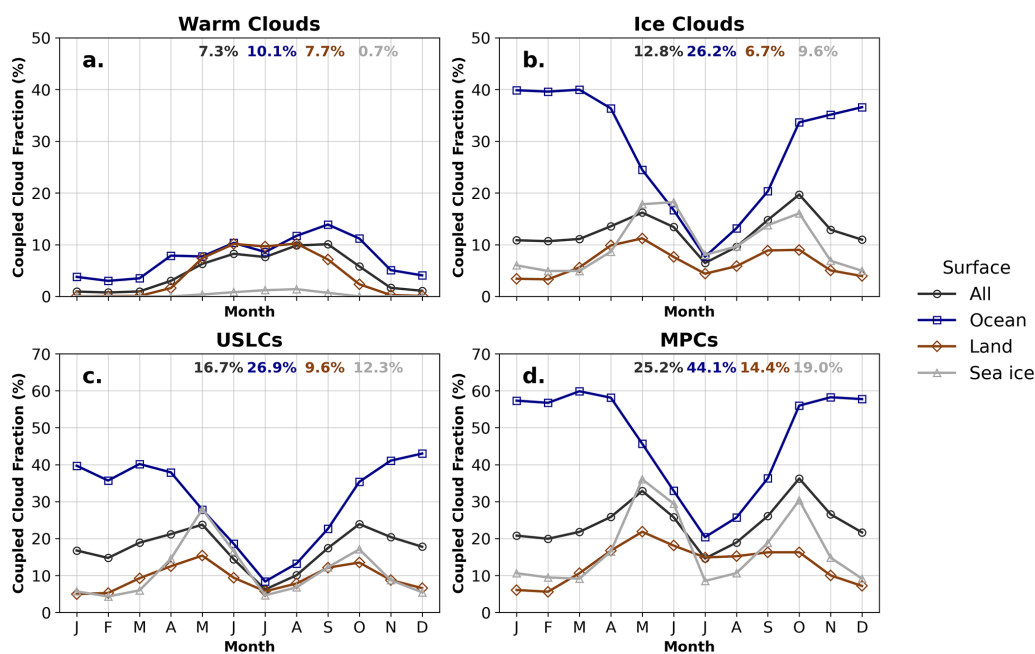 Warm Clouds
50
40
30
20
10
0
Coupled Cloud Fraction (%)
a.
7.3% 10.1% 7.7% 0.7%
Month
Ice Clouds
50
40
30
20
10
0
Coupled Cloud Fraction (%)
b.
12.8% 26.2% 6.7% 9.6%
Month
Surface
All
Ocean
Land
Sea ice
USLCs
70
60
50
40
30
20
10
0
Coupled Cloud Fraction (%)
c.
16.7% 26.9% 9.6% 12.3%
J F M A M J J A S O N D
Month
MPCs
70
60
50
40
30
20
10
0
Coupled Cloud Fraction (%)
d.
25.2% 44.1% 14.4% 19.0%
J F M A M J J A S O N D
Month